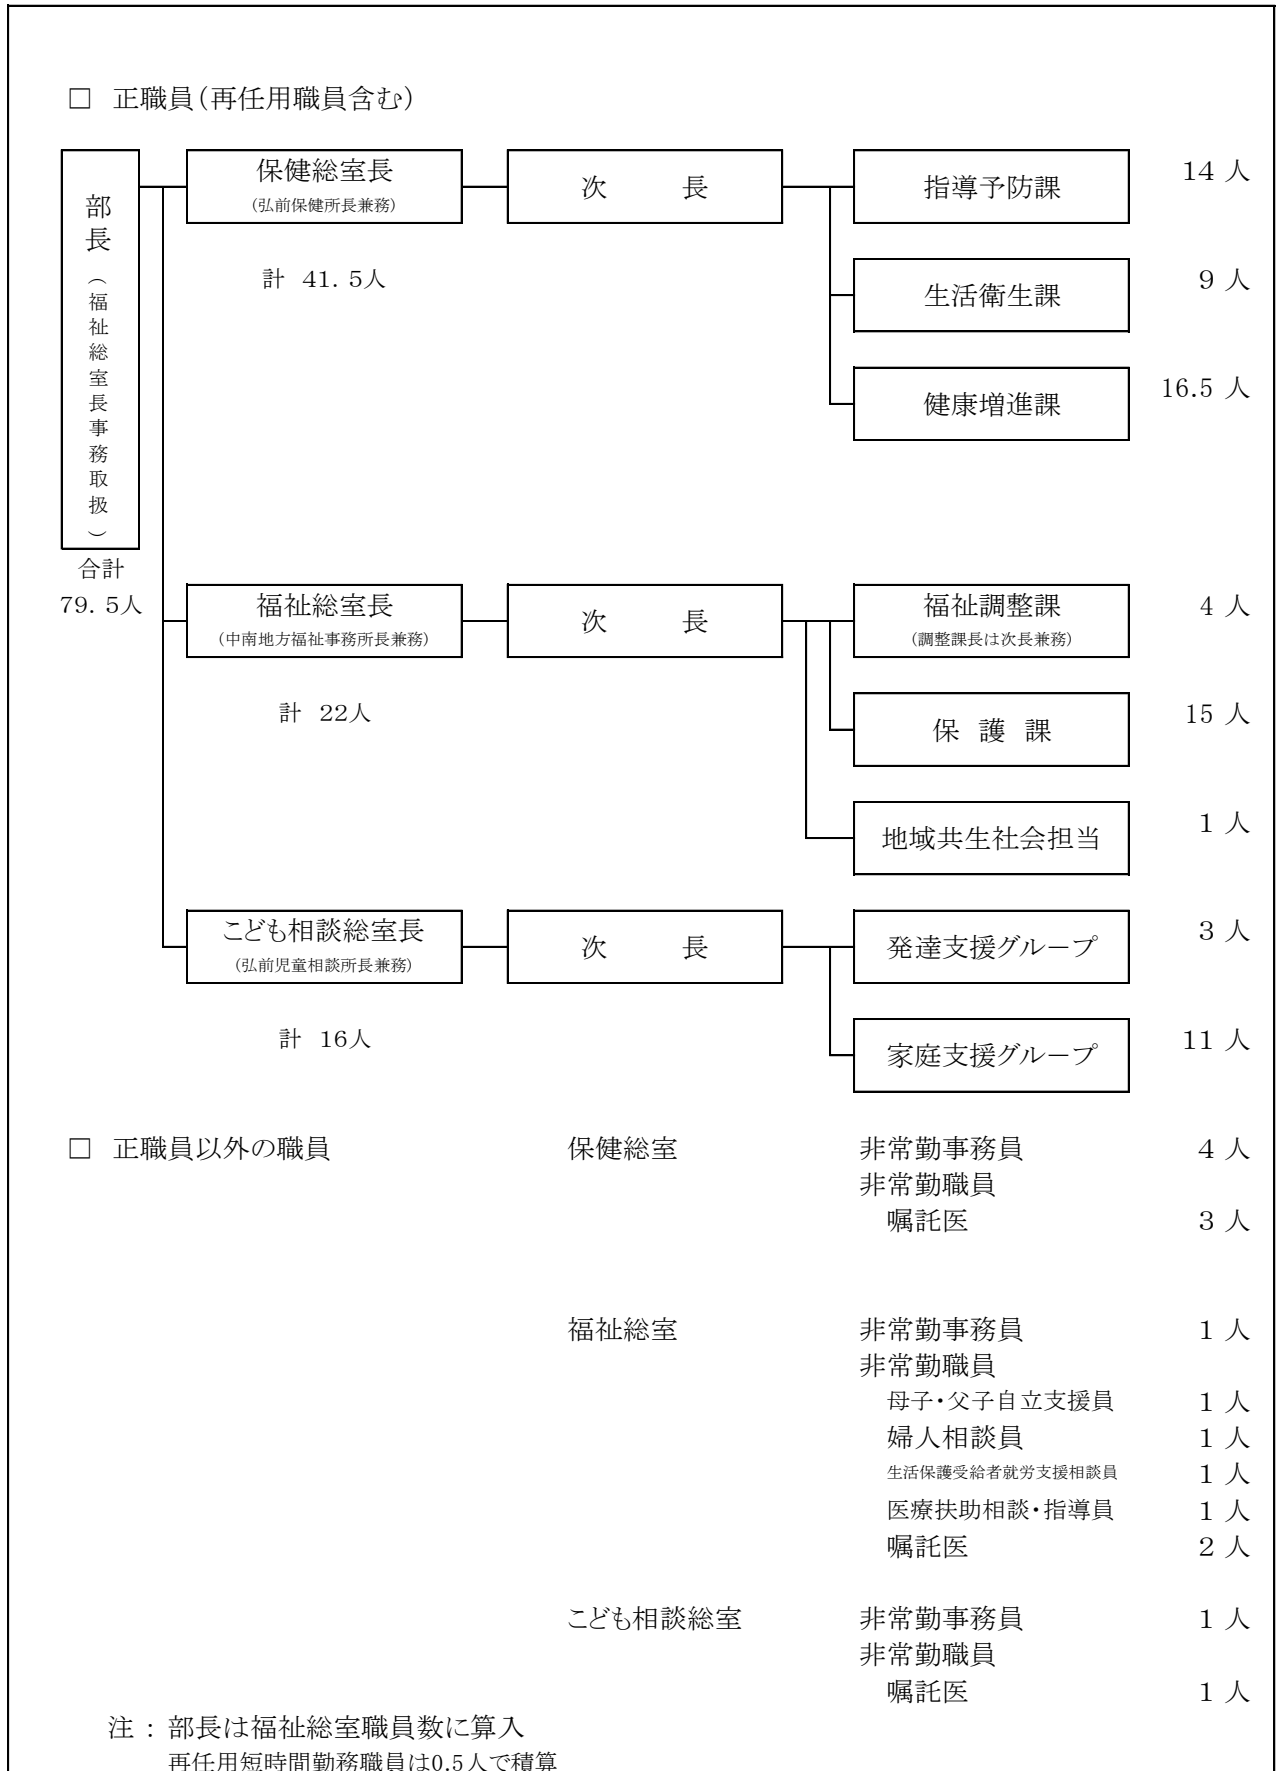 □ 正職員（再任用職員含む）
部長（福祉総室長事務取扱）
合計
79.5人
保健総室長
(弘前保健所長兼務)
計 41.5人
次 長
指導予防課 14 人
生活衛生課 9 人
健康増進課 16.5 人
福祉総室長
(中南地方福祉事務所長兼務)
計 22人
次 長
福祉調整課 4 人
(調整課長は次長兼務)
保 護 課 15 人
地域共生社会担当 1 人
こども相談総室長
(弘前児童相談所長兼務)
計 16人
次 長
発達支援グループ 3 人
家庭支援グループ 11 人
□ 正職員以外の職員 保健総室 非常勤事務員 4 人
非常勤職員
嘱託医 3 人
福祉総室 非常勤事務員 1 人
非常勤職員
母子・父子自立支援員 1 人
婦人相談員 1 人
生活保護受給者就労支援相談員 1 人
医療扶助相談・指導員 1 人
嘱託医 2 人
こども相談総室 非常勤事務員 1 人
非常勤職員
嘱託医 1 人
注：部長は福祉総室職員数に算入
再任用短時間勤務職員は0.5人で積算